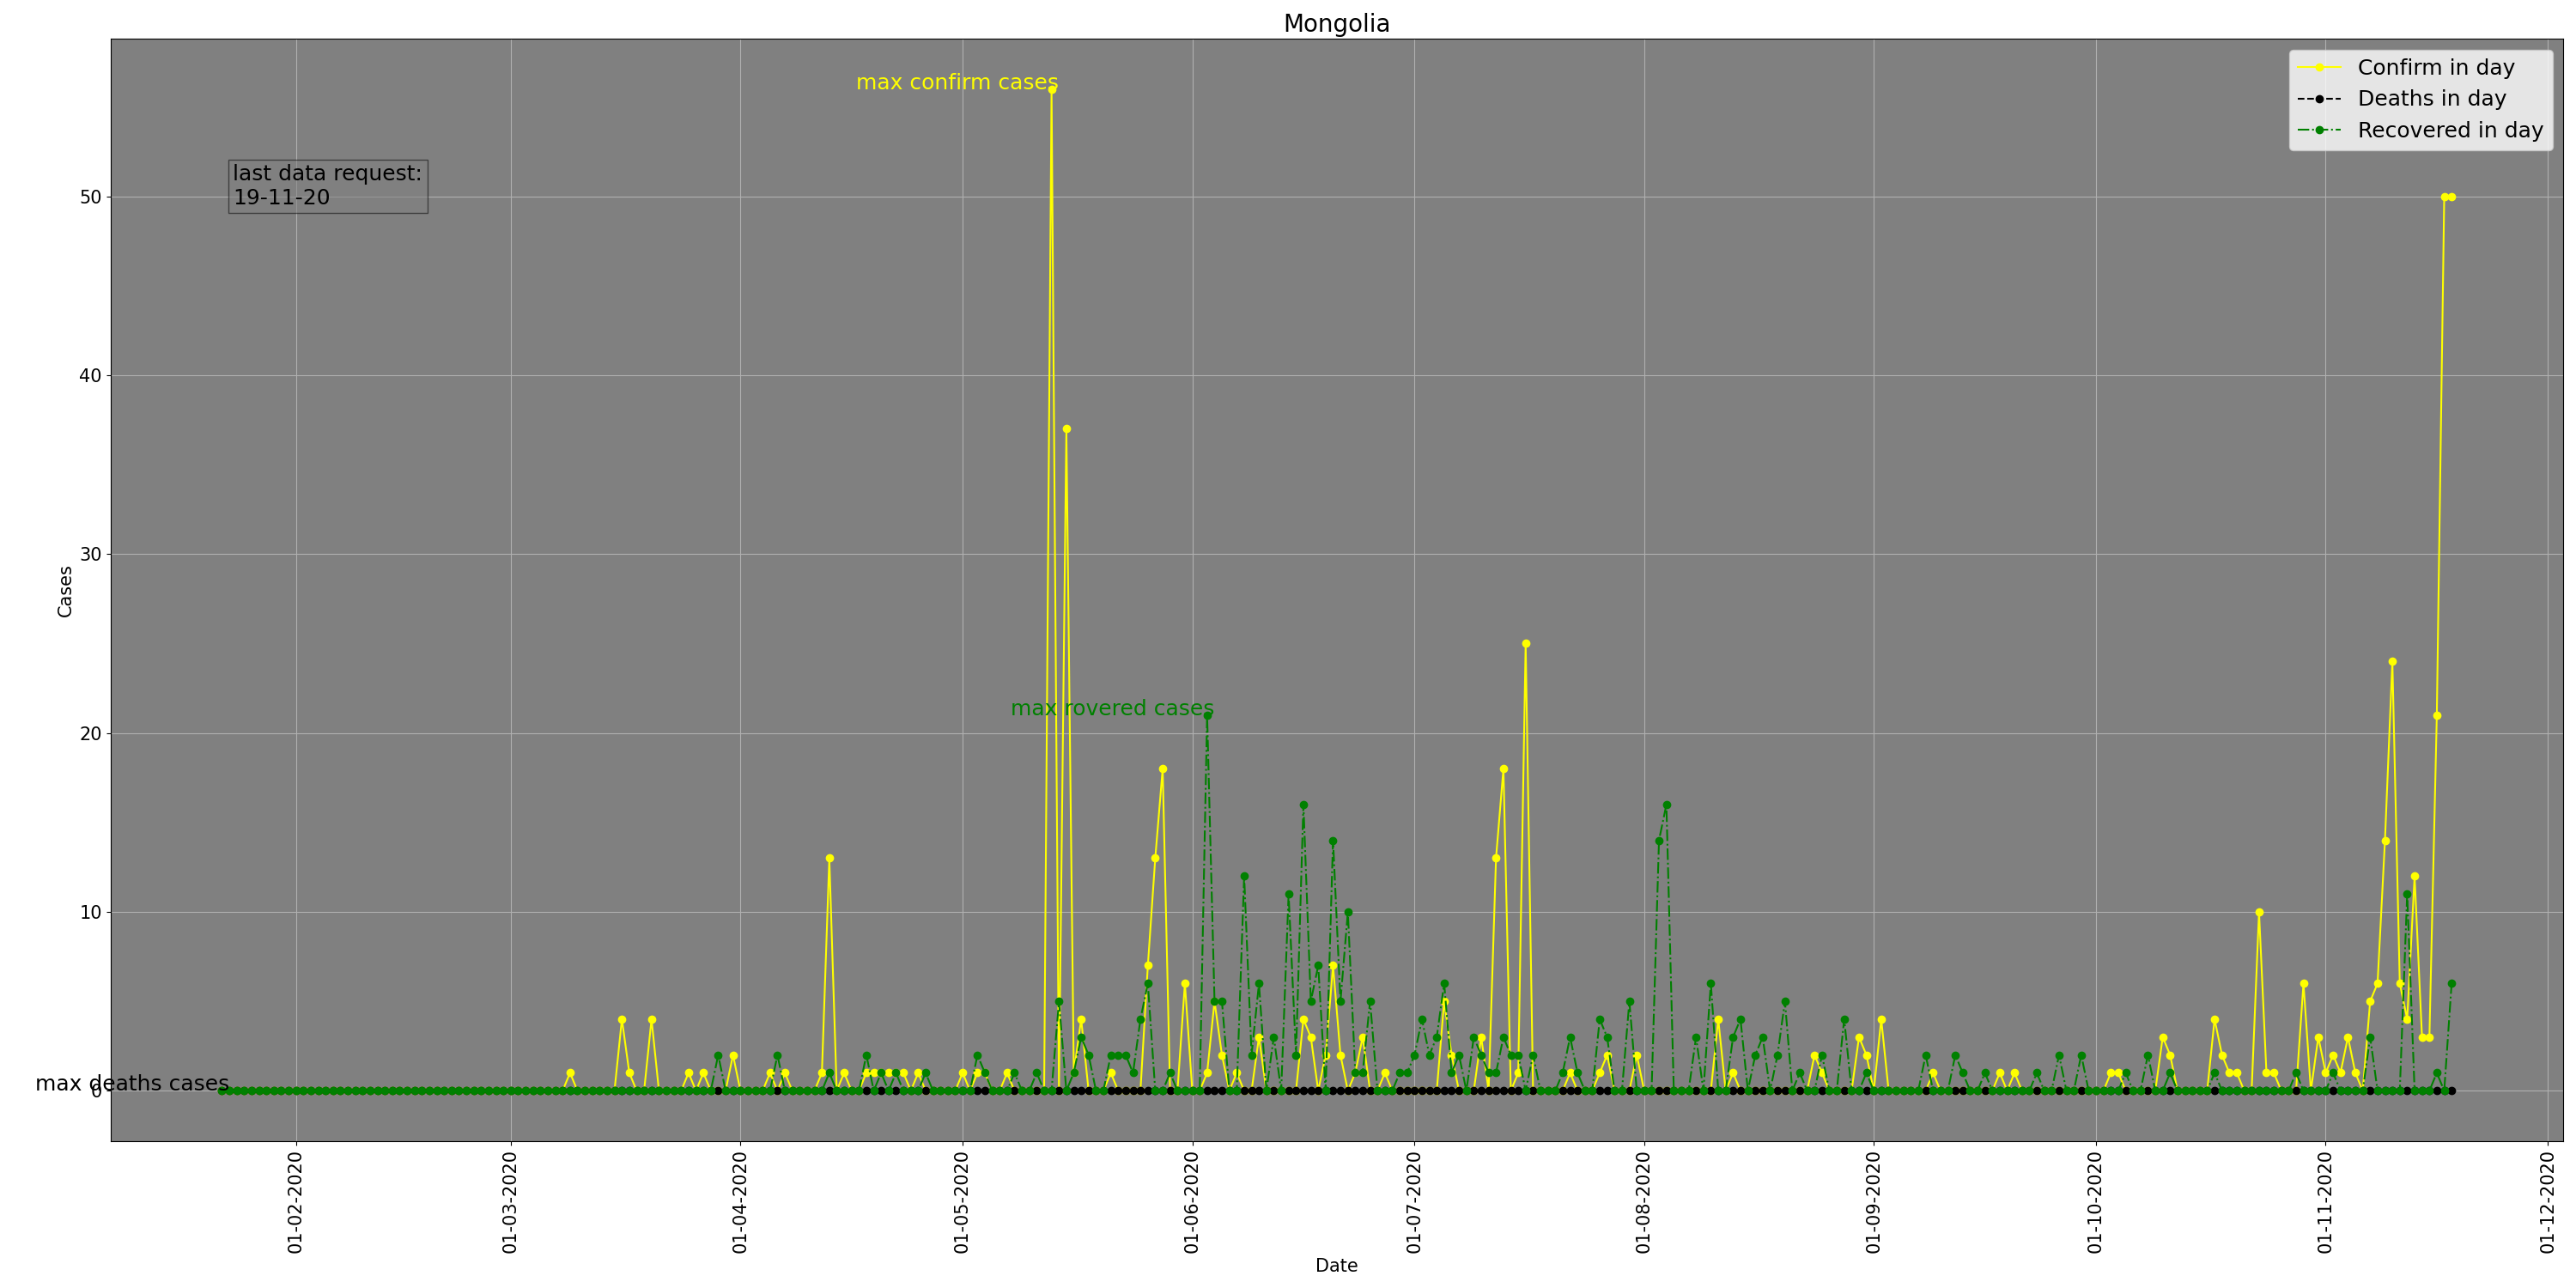 Mongolia
max confirm cases
Confirm in day
Deaths in day
Recovered in day
last data request:
19-11-20
50
40
30
Cases
max rovered cases
20
10
max deaths cases
0
01-02-2020
01-03-2020
01-04-2020
01-05-2020
01-06-2020
01-07-2020
01-08-2020
01-09-2020
01-10-2020
01-11-2020
01-12-2020
Date